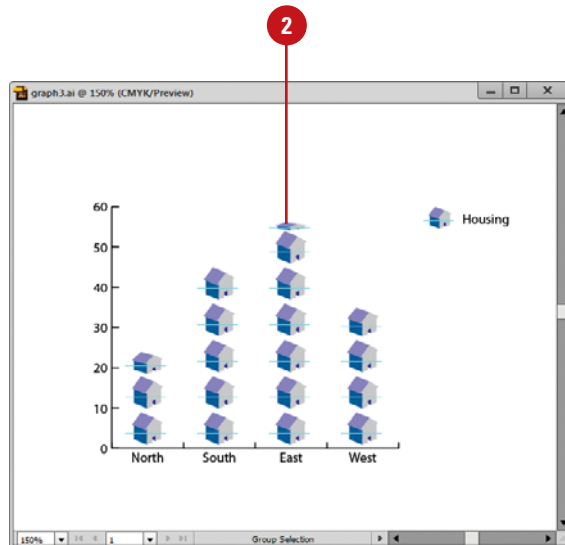 2
graph3.ai @ 150% (CMYK/Preview)
Housing
60
50
40
30
20
10
0
North South East West
150% 1 Group Selection